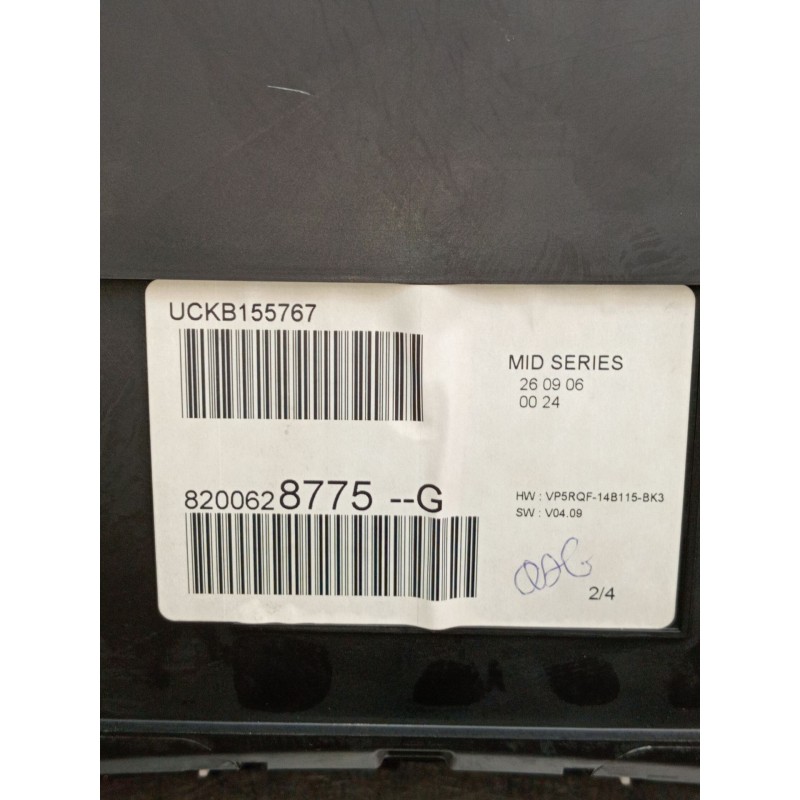 UCKB155767
MID SERIES
26 09 06
00 24
8200628775 --G
HW : VP5RQF-14B115-BK3
SW : V04.09
2/4